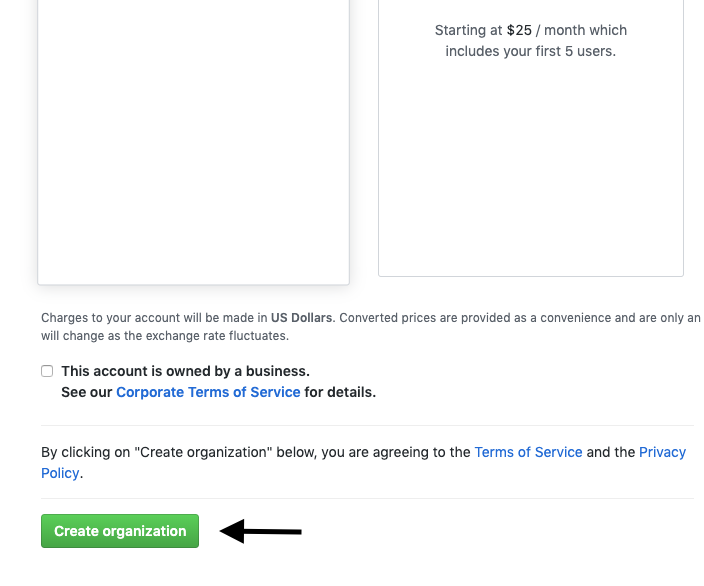 Starting at $25 / month which
includes your first 5 users.
Charges to your account will be made in US Dollars. Converted prices are provided as a convenience and are only an
will change as the exchange rate fluctuates.
This account is owned by a business.
See our Corporate Terms of Service for details.
By clicking on "Create organization" below, you are agreeing to the Terms of Service and the Privacy
Policy.
Create organization